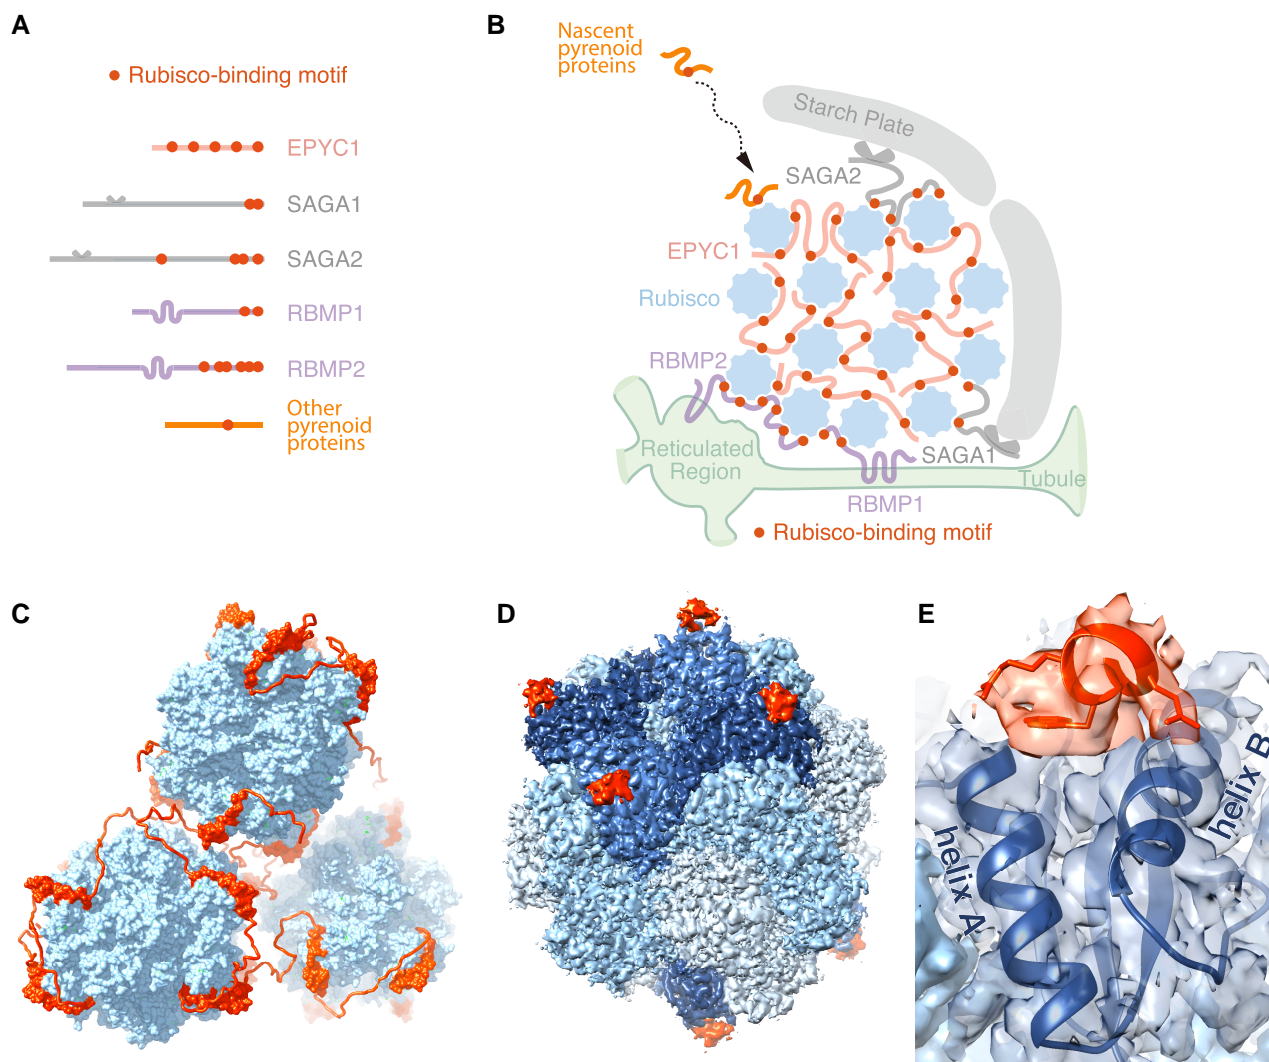 A
Rubisco-binding motif
EPYC1
SAGA1
SAGA2
RBMP1
RBMP2
Other
pyrenoid
proteins
B
Nascent
pyrenoid
proteins
Starch Plate
SAGA2
EPYC1
Rubisco
RBMP2
Reticulated
Region
SAGA1
Tubule
RBMP1
Rubisco-binding motif
C
D
E
helix A
helix B